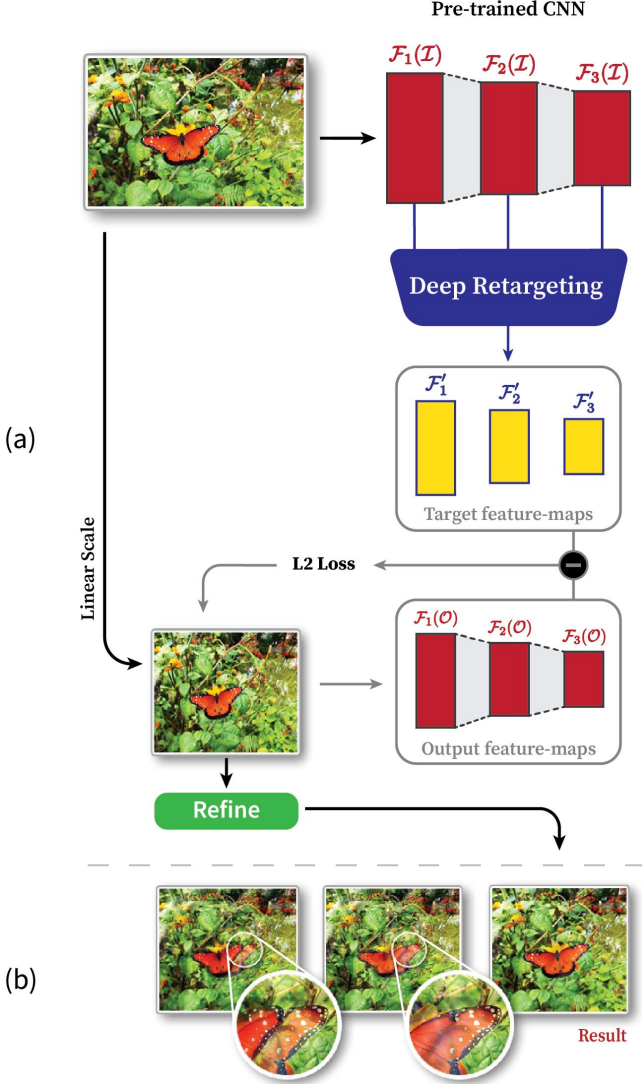 Pre-trained CNN
𝓕₁(𝓘)
𝓕₂(𝓘)
𝓕₃(𝓘)
Deep Retargeting
𝓕′₁
𝓕′₂
𝓕′₃
Target feature-maps
(a)
Linear Scale
L2 Loss
−
𝓕₁(𝓞)
𝓕₂(𝓞)
𝓕₃(𝓞)
Output feature-maps
Refine
(b)
Result